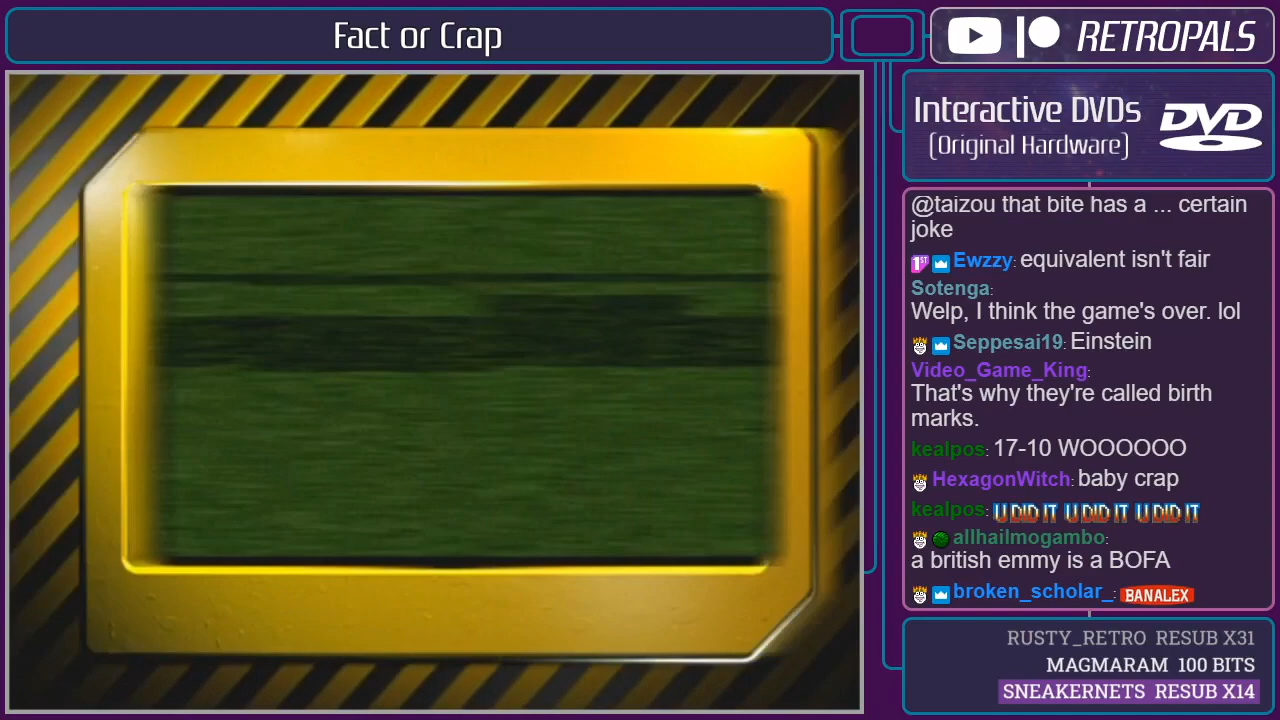 Fact or Crap
RETROPALS
Interactive DVDs
(Original Hardware)
DVD
@taizou that bite has a ... certain
joke
1ST Ewzzy: equivalent isn't fair
Sotenga:
Welp, I think the game's over. lol
Seppesai19: Einstein
Video_Game_King:
That's why they're called birth
marks.
kealpos: 17-10 WOOOOOO
HexagonWitch: baby crap
kealpos: U DID IT U DID IT U DID IT
allhailmogambo:
a british emmy is a BOFA
broken_scholar_: BANALEX
RUSTY_RETRO RESUB X31
MAGMARAM 100 BITS
SNEAKERNETS RESUB X14